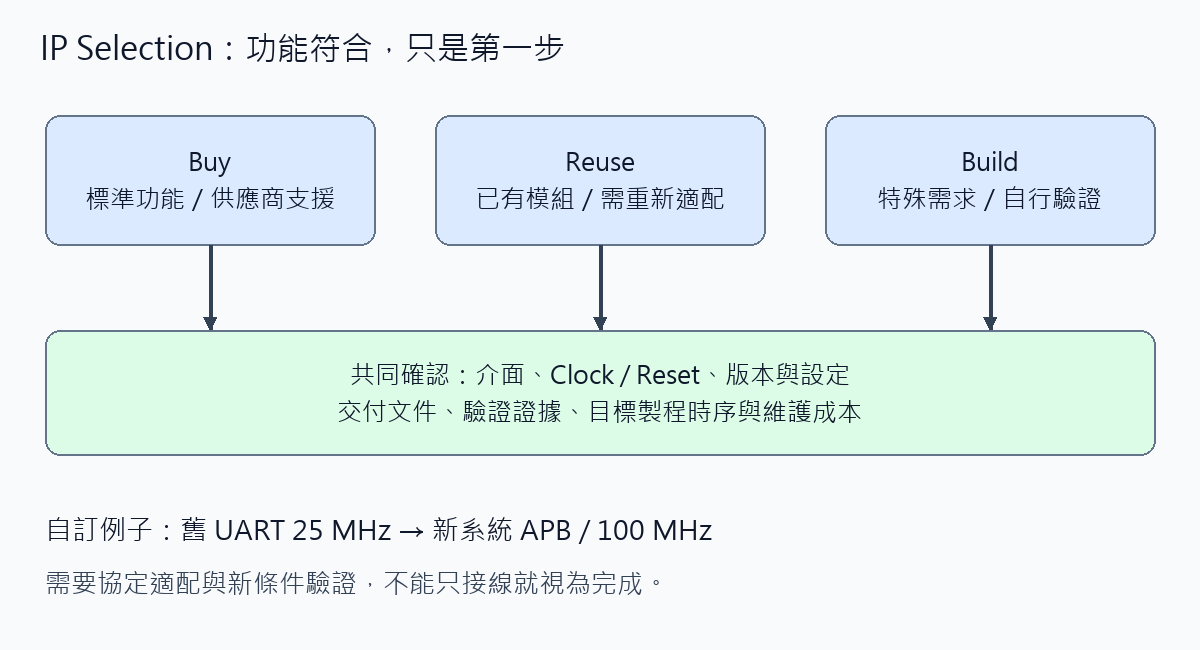 IP Selection：功能符合，只是第一步
Buy
標準功能 / 供應商支援
Reuse
已有模組 / 需重新適配
Build
特殊需求 / 自行驗證
共同確認：介面、Clock / Reset、版本與設定
交付文件、驗證證據、目標製程時序與維護成本
自訂例子：舊 UART 25 MHz → 新系統 APB / 100 MHz
需要協定適配與新條件驗證，不能只接線就視為完成。